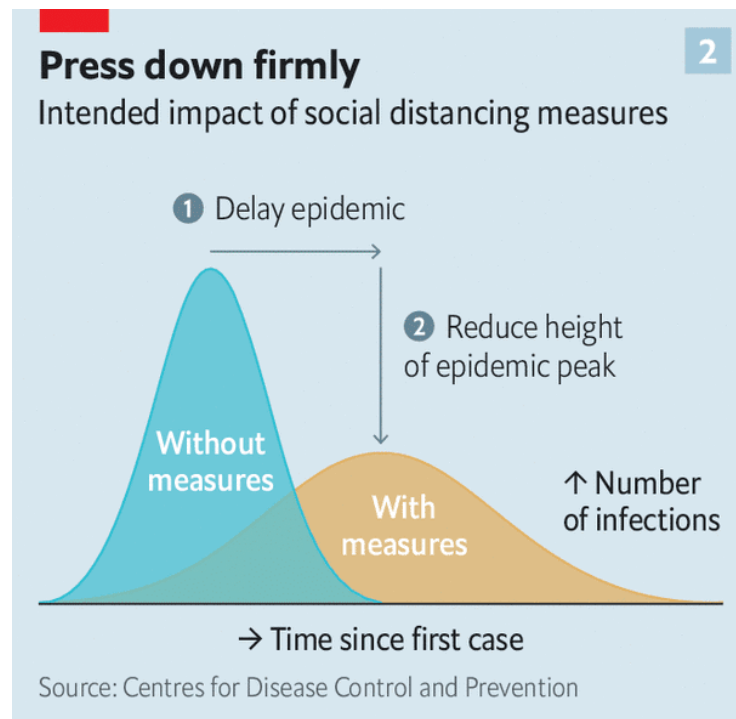 2
Press down firmly
Intended impact of social distancing measures
1 Delay epidemic
2 Reduce height
of epidemic peak
Without
measures
With
measures
↑ Number
of infections
→ Time since first case
Source: Centres for Disease Control and Prevention